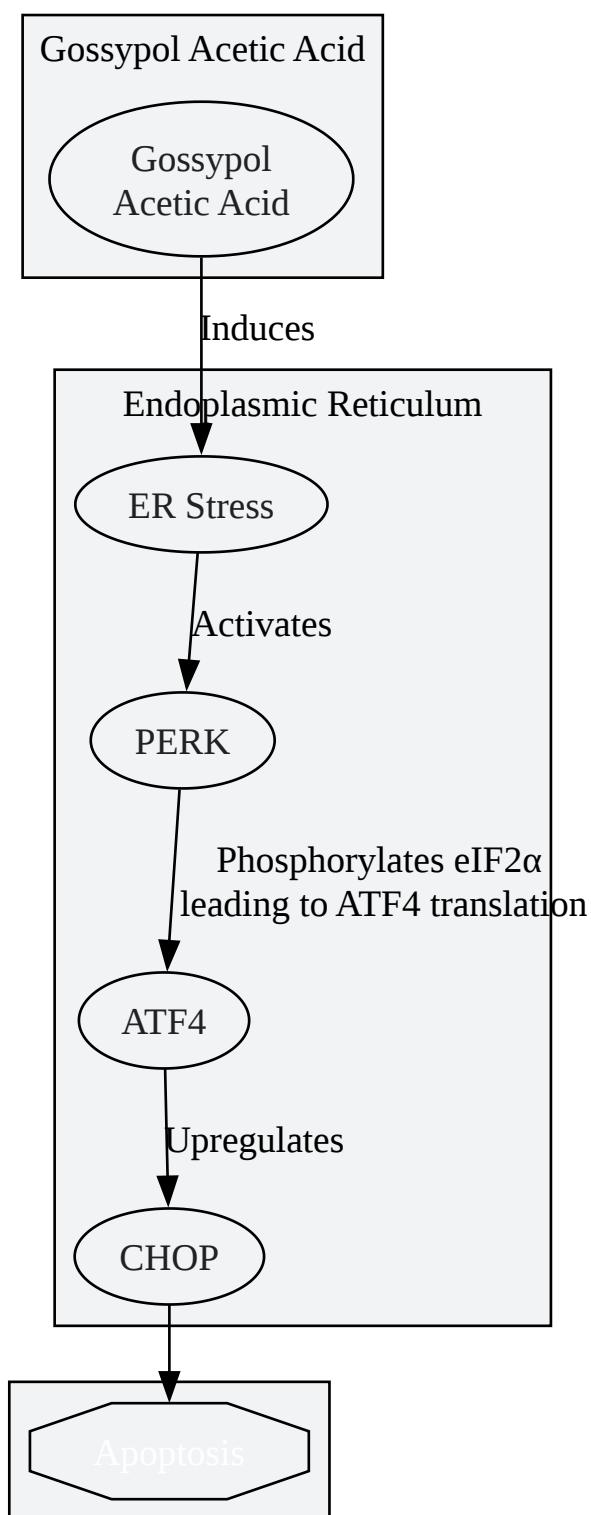 Gossypol Acetic Acid
Gossypol
Acetic Acid
Induces
Endoplasmic Reticulum
ER Stress
Activates
PERK
Phosphorylates eIF2α
leading to ATF4 translation
ATF4
Upregulates
CHOP
Apoptosis